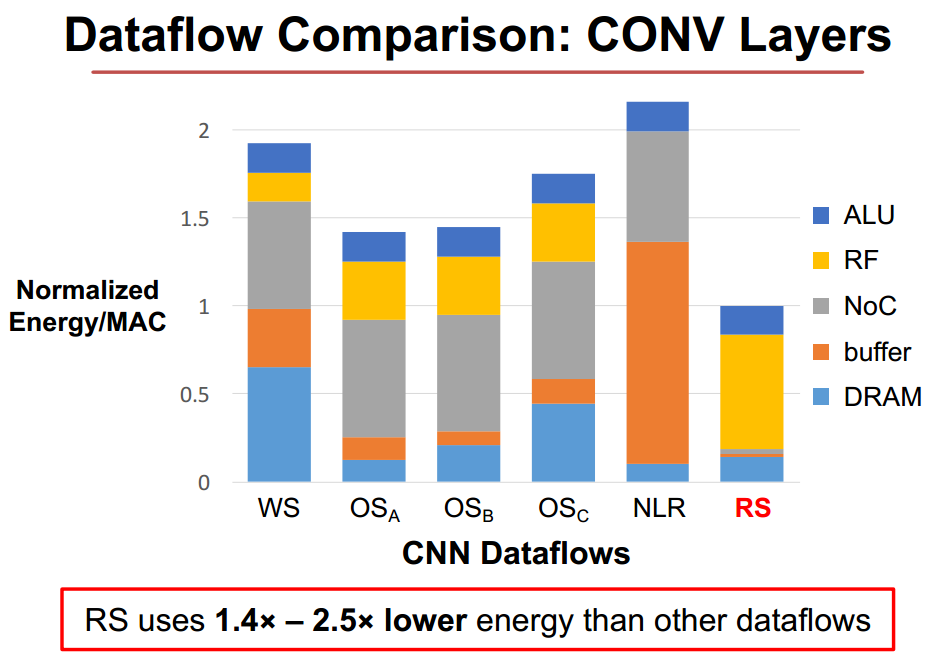 Dataflow Comparison: CONV Layers
2
1.5
1
0.5
0
Normalized
Energy/MAC
ALU
RF
NoC
buffer
DRAM
WS
OSA
OSB
OSC
NLR
RS
CNN Dataflows
RS uses 1.4× – 2.5× lower energy than other dataflows